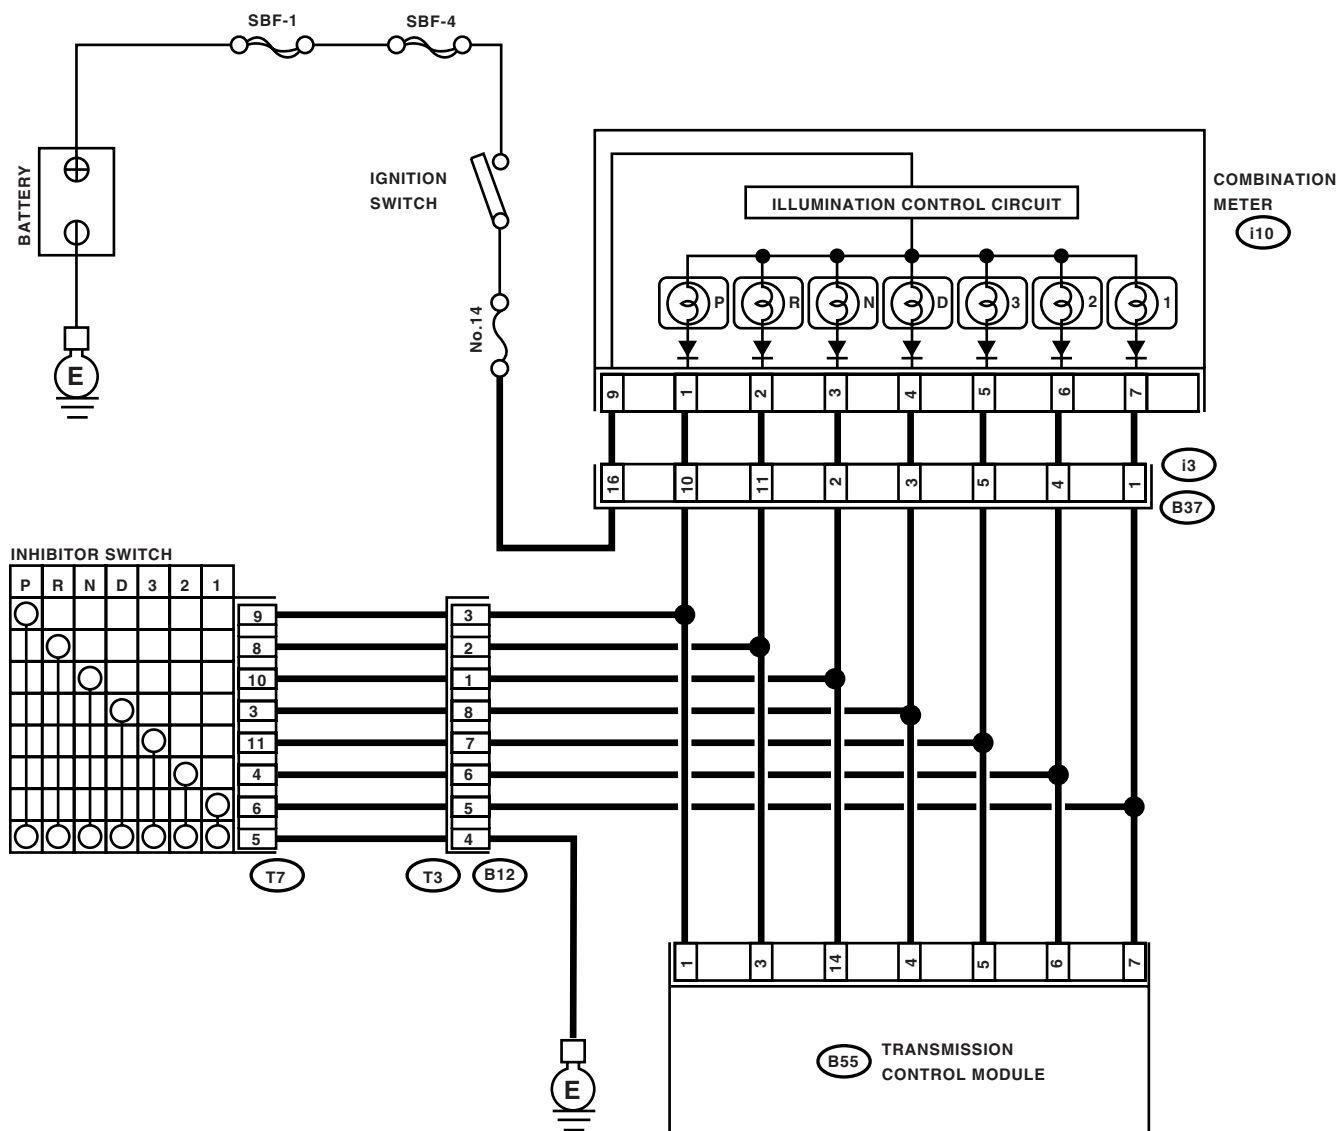 SBF-1 SBF-4
BATTERY
IGNITION
SWITCH
No.14
E
COMBINATION
METER
i10
ILLUMINATION CONTROL CIRCUIT
P R N D 3 2 1
9 1 2 3 4 5 6 7
16 10 11 2 3 5 4 1
i3
B37
INHIBITOR SWITCH
P R N D 3 2 1
9 3
8 2
10 1
3 8
11 7
4 6
6 5
5 4
T7 T3 B12
1 3 14 4 5 6 7
B55 TRANSMISSION
CONTROL MODULE
E